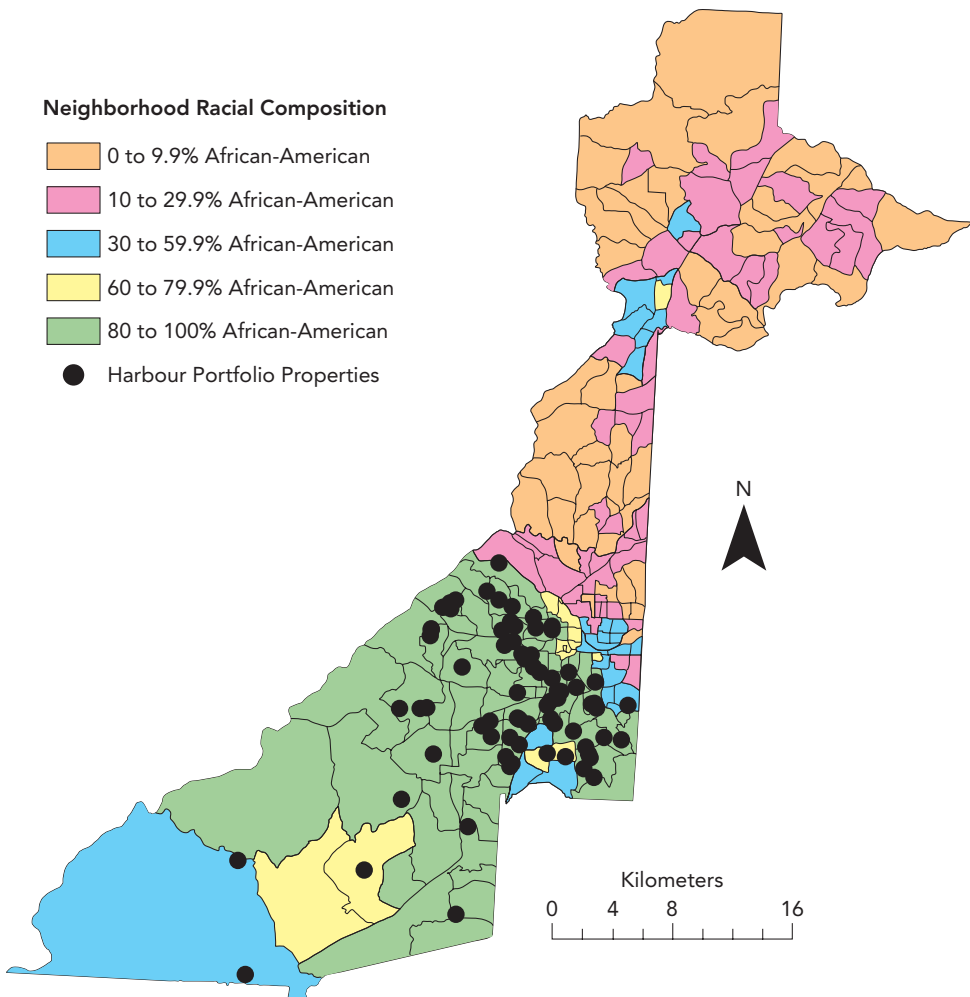 Neighborhood Racial Composition
0 to 9.9% African-American
10 to 29.9% African-American
30 to 59.9% African-American
60 to 79.9% African-American
80 to 100% African-American
Harbour Portfolio Properties
N
Kilometers
0 4 8 16